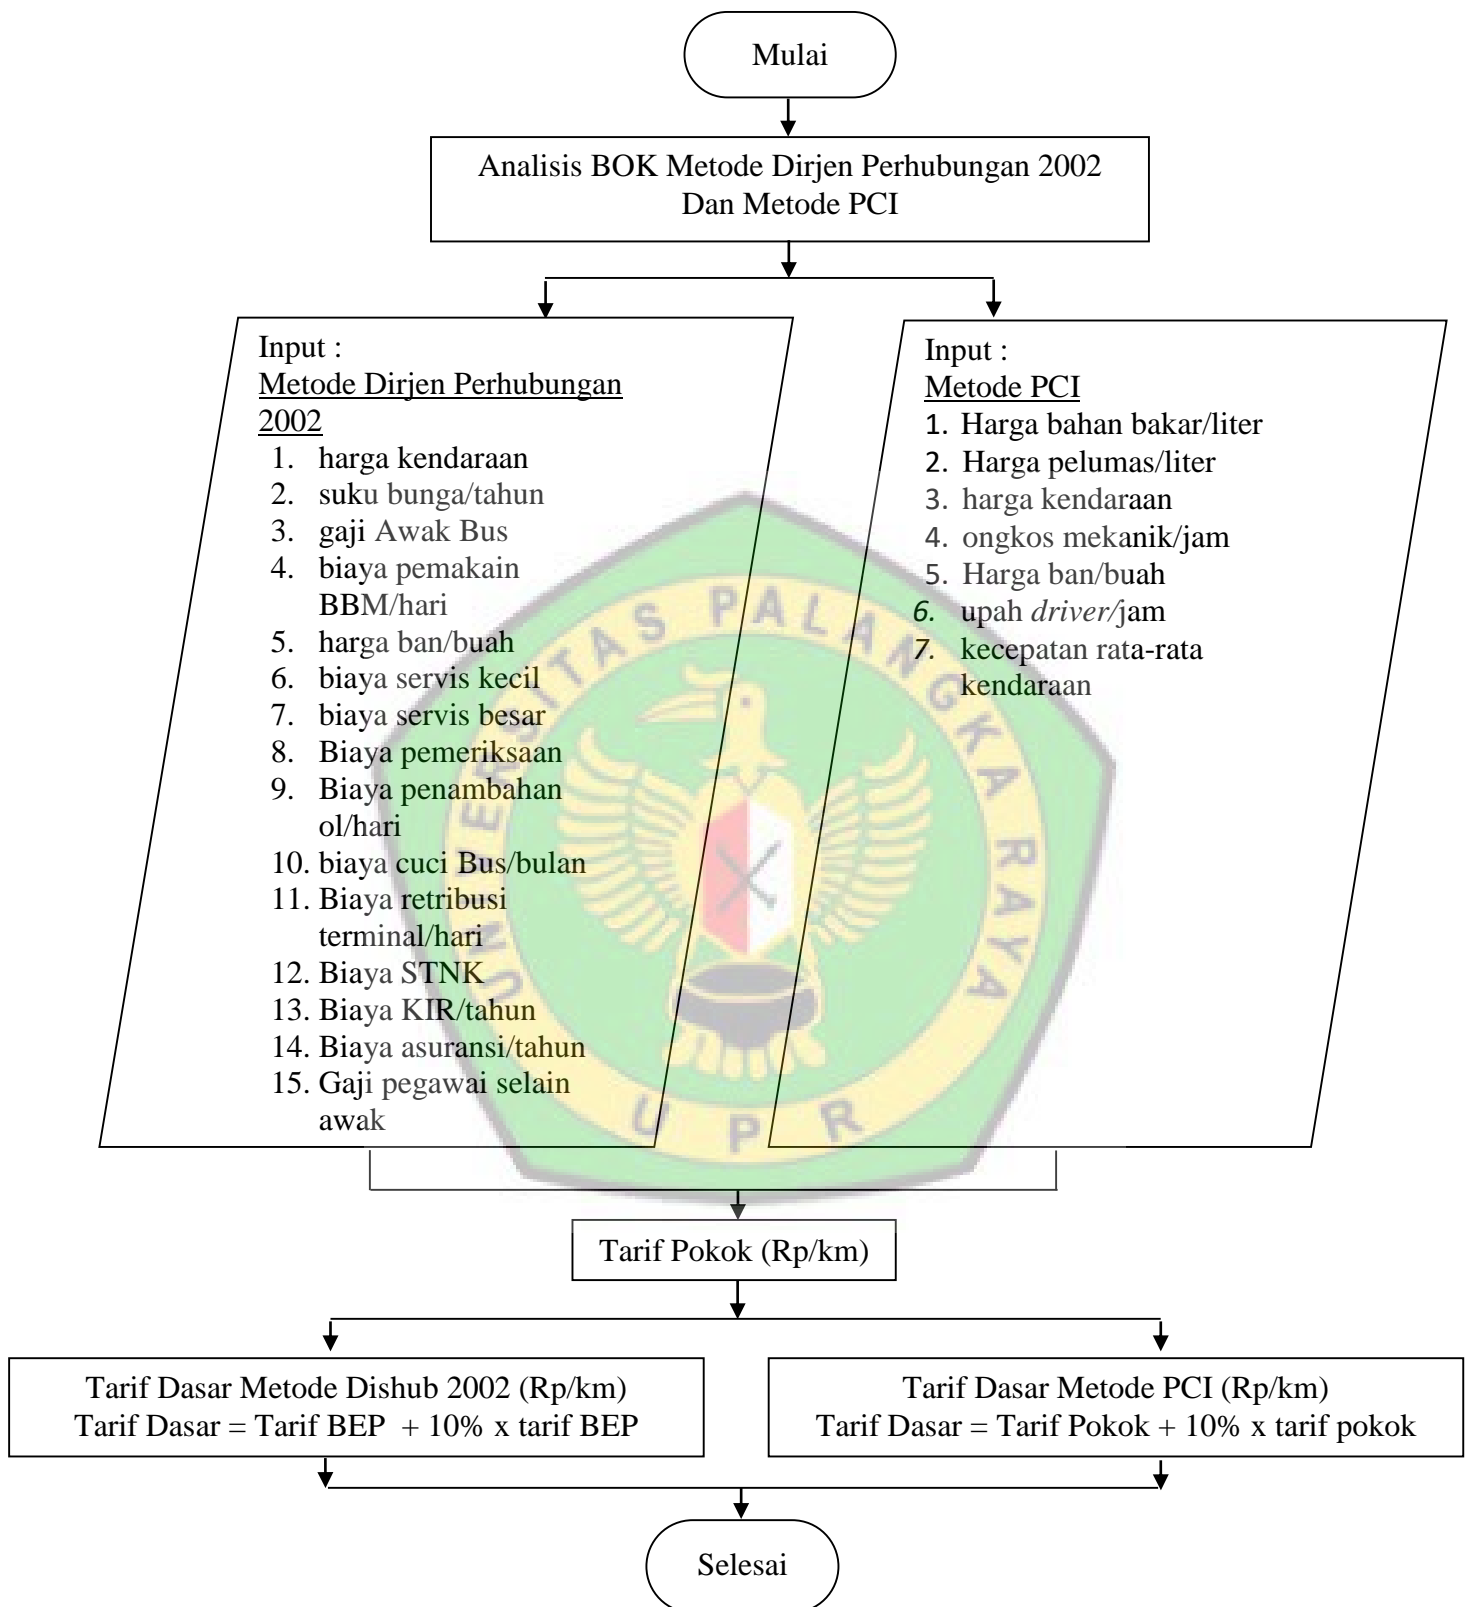 Mulai
Analisis BOK Metode Dirjen Perhubungan 2002
Dan Metode PCI
Input :
Metode Dirjen Perhubungan
2002
1. harga kendaraan
2. suku bunga/tahun
3. gaji Awak Bus
4. biaya pemakain
BBM/hari
5. harga ban/buah
6. biaya servis kecil
7. biaya servis besar
8. Biaya pemeriksaan
9. Biaya penambahan
ol/hari
10. biaya cuci Bus/bulan
11. Biaya retribusi
terminal/hari
12. Biaya STNK
13. Biaya KIR/tahun
14. Biaya asuransi/tahun
15. Gaji pegawai selain
awak
Input :
Metode PCI
1. Harga bahan bakar/liter
2. Harga pelumas/liter
3. harga kendaraan
4. ongkos mekanik/jam
5. Harga ban/buah
6. upah driver/jam
7. kecepatan rata-rata
kendaraan
UNIVERSITAS PALANGKA RAYA
UPR
Tarif Pokok (Rp/km)
Tarif Dasar Metode Dishub 2002 (Rp/km)
Tarif Dasar = Tarif BEP + 10% x tarif BEP
Tarif Dasar Metode PCI (Rp/km)
Tarif Dasar = Tarif Pokok + 10% x tarif pokok
Selesai